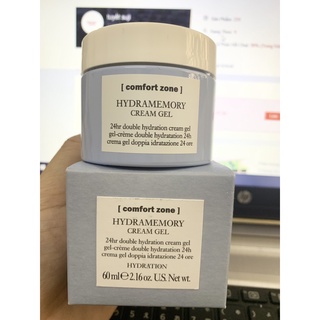 [ comfort zone ]
HYDRAMEMORY
CREAM GEL
24hr double hydration cream gel
gel-crème double hydratation 24h
crema gel doppia idratazione 24 ore
[ comfort zone ]
HYDRAMEMORY
CREAM GEL
24hr double hydration cream gel
gel-crème double hydratation 24h
crema gel doppia idratazione 24 ore
HYDRATION
60 ml ℮ 2.16 oz. U.S. Net wt.